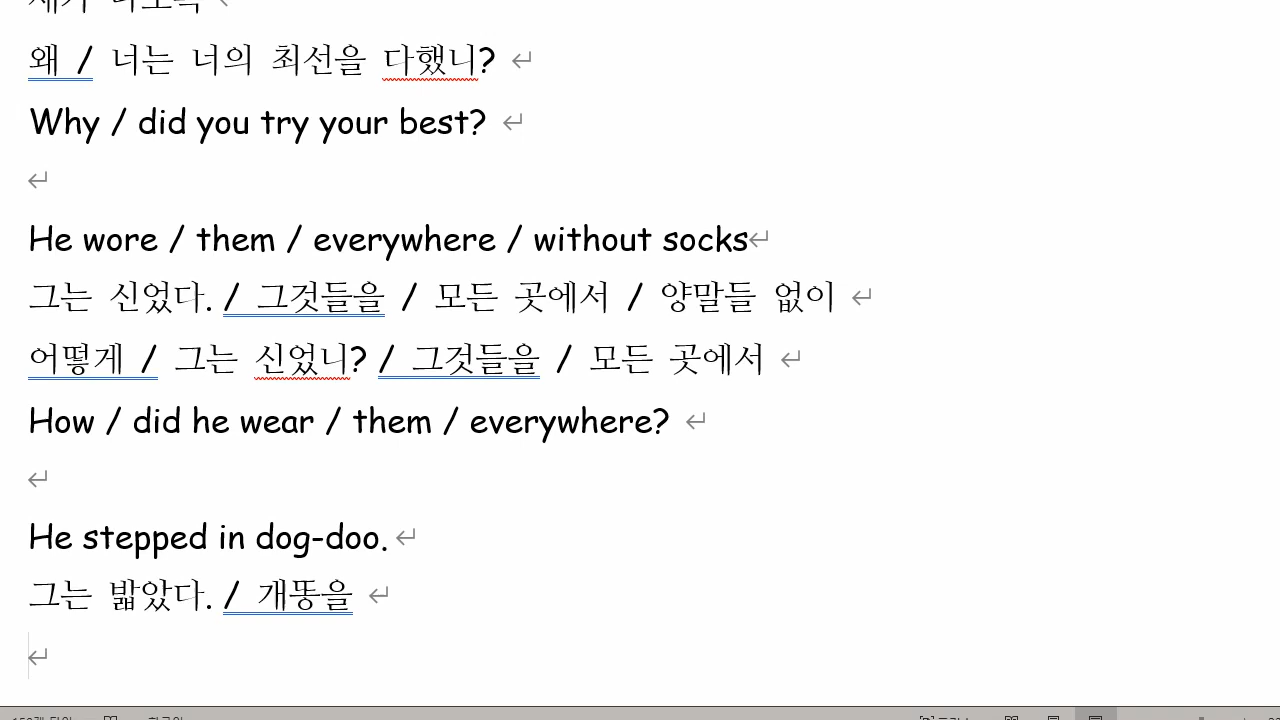 왜 / 너는 너의 최선을 다했니?
Why / did you try your best?
He wore / them / everywhere / without socks
그는 신었다. / 그것들을 / 모든 곳에서 / 양말들 없이
어떻게 / 그는 신었니? / 그것들을 / 모든 곳에서
How / did he wear / them / everywhere?
He stepped in dog-doo.
그는 밟았다. / 개똥을